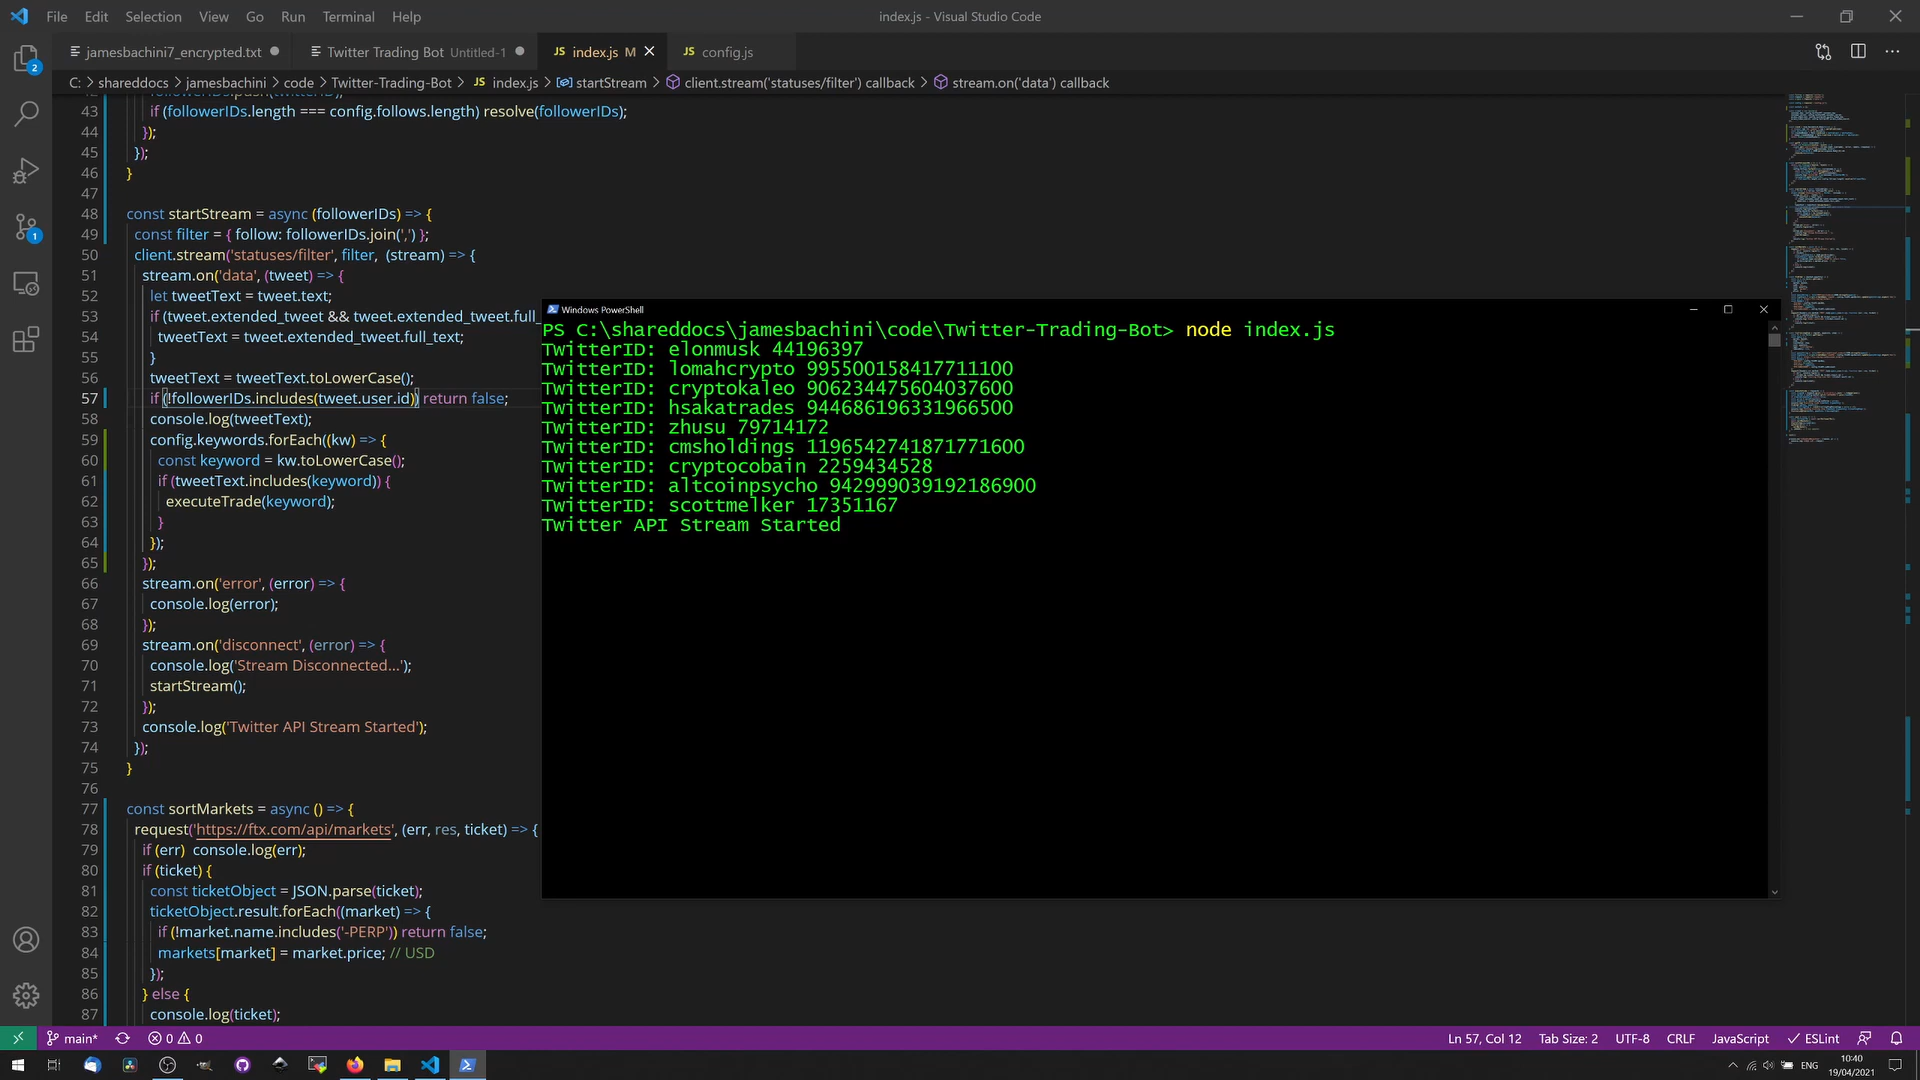 File Edit Selection View Go Run Terminal Help
index.js - Visual Studio Code
jamesbachini7_encrypted.txt
Twitter Trading Bot Untitled-1
JS index.js M
JS config.js
C: > shareddocs > jamesbachini > code > Twitter-Trading-Bot > JS index.js > startStream > client.stream('statuses/filter') callback > stream.on('data') callback
43 if (followerIDs.length === config.follows.length) resolve(followerIDs);
44 });
45 });
46 }
47
48 const startStream = async (followerIDs) => {
49 const filter = { follow: followerIDs.join(',') };
50 client.stream('statuses/filter', filter, (stream) => {
51 stream.on('data', (tweet) => {
52 let tweetText = tweet.text;
53 if (tweet.extended_tweet && tweet.extended_tweet.full_
54 tweetText = tweet.extended_tweet.full_text;
55 }
56 tweetText = tweetText.toLowerCase();
57 if (!followerIDs.includes(tweet.user.id)) return false;
58 console.log(tweetText);
59 config.keywords.forEach((kw) => {
60 const keyword = kw.toLowerCase();
61 if (tweetText.includes(keyword)) {
62 executeTrade(keyword);
63 }
64 });
65 });
66 stream.on('error', (error) => {
67 console.log(error);
68 });
69 stream.on('disconnect', (error) => {
70 console.log('Stream Disconnected...');
71 startStream();
72 });
73 console.log('Twitter API Stream Started');
74 });
75 }
76
77 const sortMarkets = async () => {
78 request('https://ftx.com/api/markets', (err, res, ticket) => {
79 if (err) console.log(err);
80 if (ticket) {
81 const ticketObject = JSON.parse(ticket);
82 ticketObject.result.forEach((market) => {
83 if (!market.name.includes('-PERP')) return false;
84 markets[market] = market.price; // USD
85 });
86 } else {
87 console.log(ticket);
Windows PowerShell
PS C:\shareddocs\jamesbachini\code\Twitter-Trading-Bot> node index.js
TwitterID: elonmusk 44196397
TwitterID: lomahcrypto 995500158417711100
TwitterID: cryptokaleo 906234475604037600
TwitterID: hsakatrades 944686196331966500
TwitterID: zhusu 79714172
TwitterID: cmsholdings 1196542741871771600
TwitterID: cryptocobain 2259434528
TwitterID: altcoinpsycho 942999039192186900
TwitterID: scottmelker 17351167
Twitter API Stream Started
2
1
main* 0 0
Ln 57, Col 12 Tab Size: 2 UTF-8 CRLF JavaScript ESLint
ENG
10:40
19/04/2021